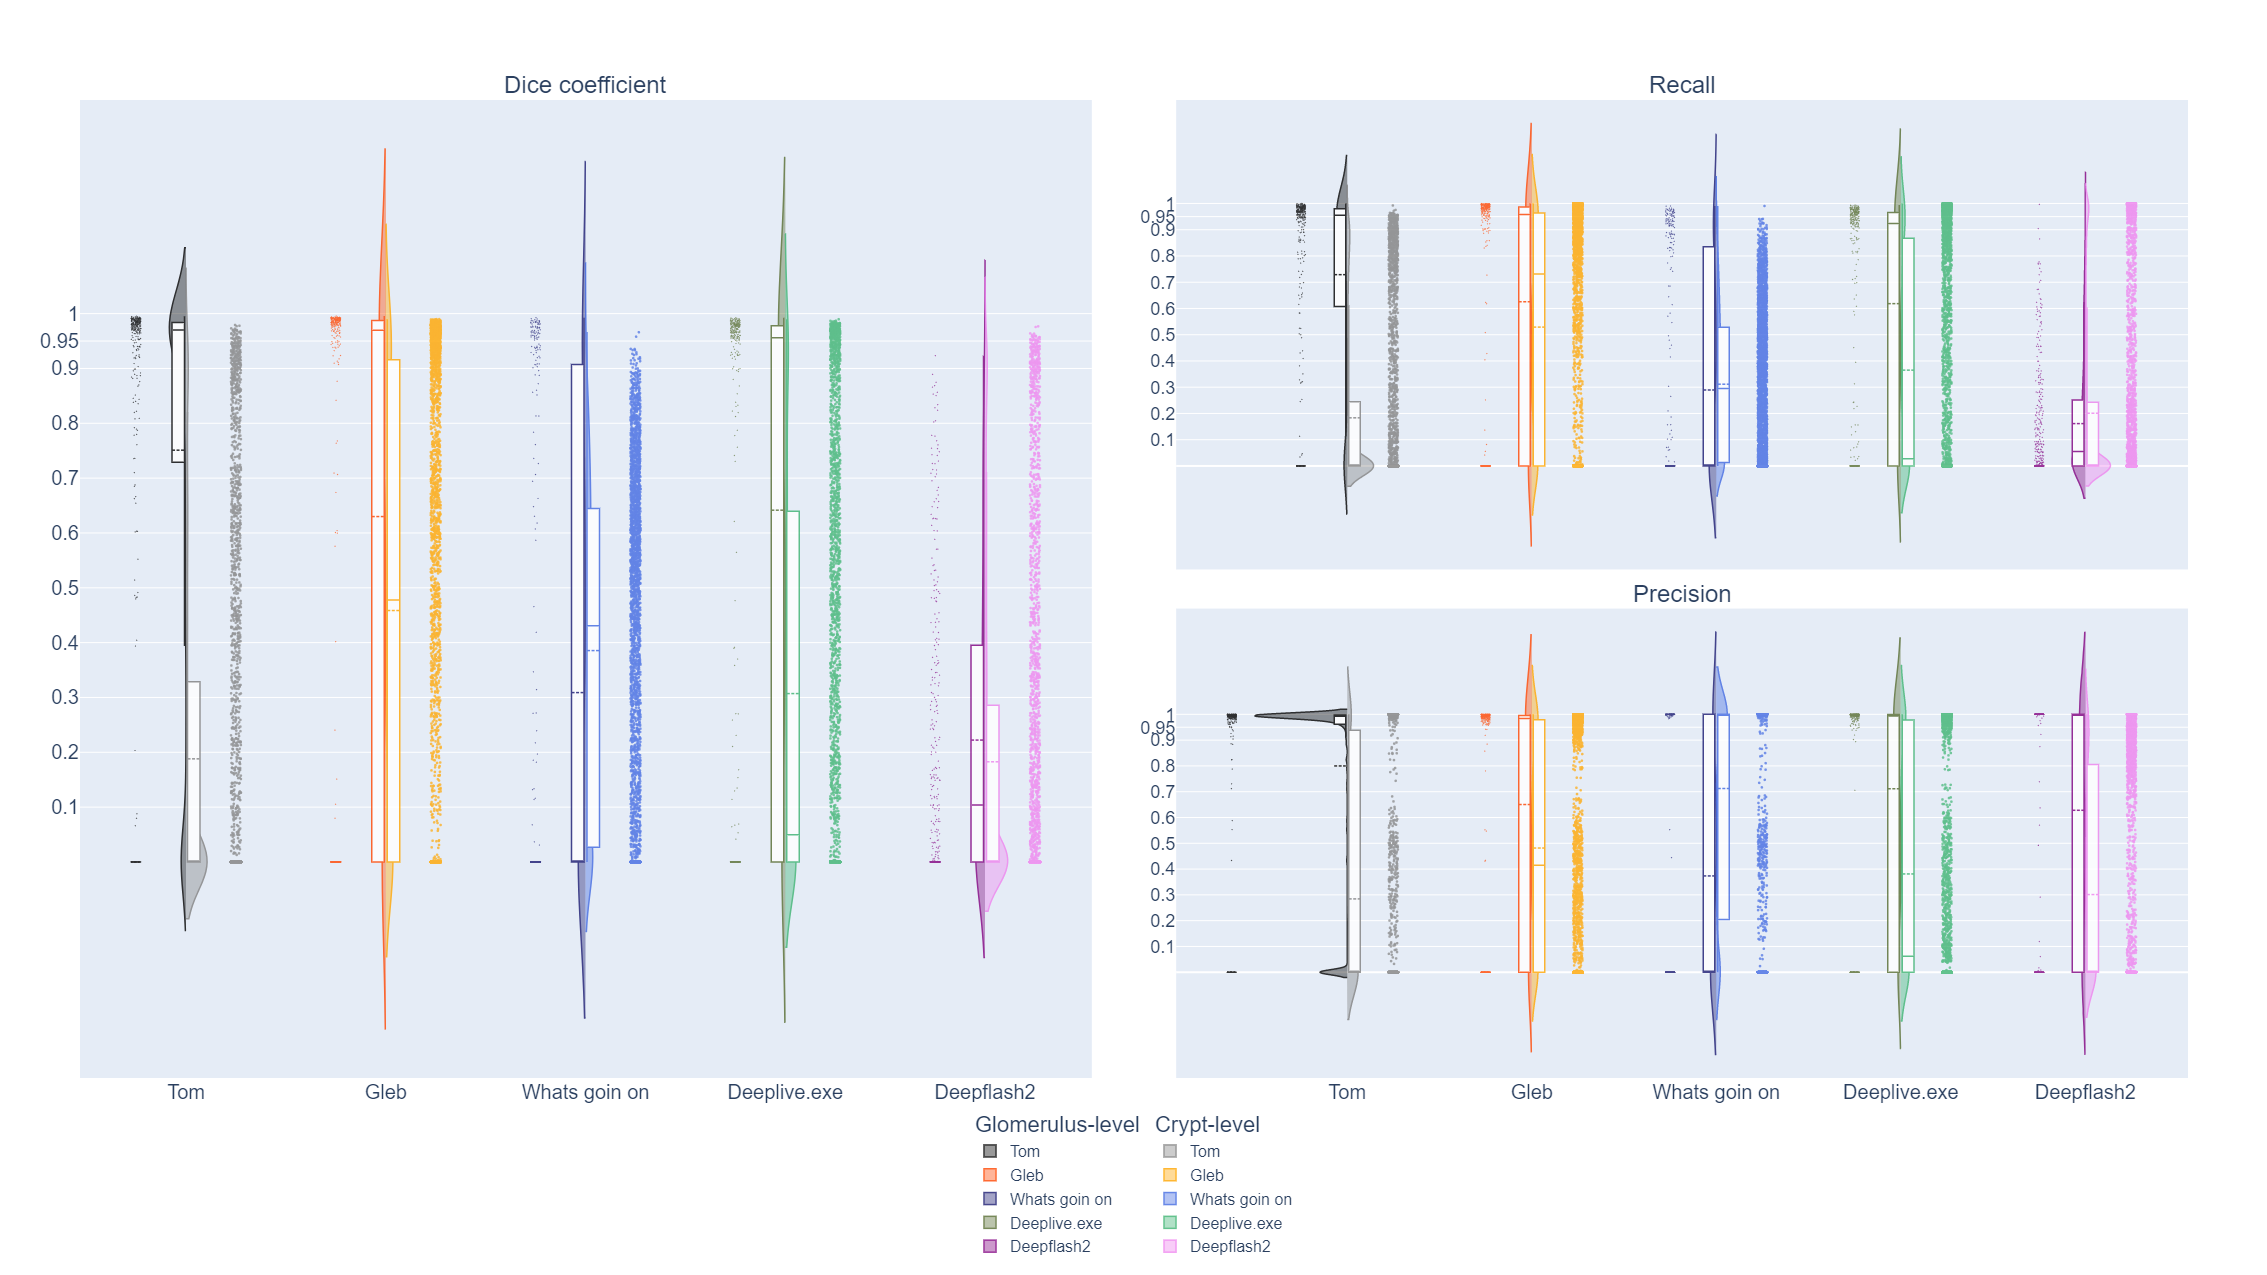 Dice coefficient
1
0.95
0.9
0.8
0.7
0.6
0.5
0.4
0.3
0.2
0.1
Tom Gleb Whats goin on Deeplive.exe Deepflash2
Recall
1
0.95
0.9
0.8
0.7
0.6
0.5
0.4
0.3
0.2
0.1
Precision
1
0.95
0.9
0.8
0.7
0.6
0.5
0.4
0.3
0.2
0.1
Tom Gleb Whats goin on Deeplive.exe Deepflash2
Glomerulus-level
Tom
Gleb
Whats goin on
Deeplive.exe
Deepflash2
Crypt-level
Tom
Gleb
Whats goin on
Deeplive.exe
Deepflash2